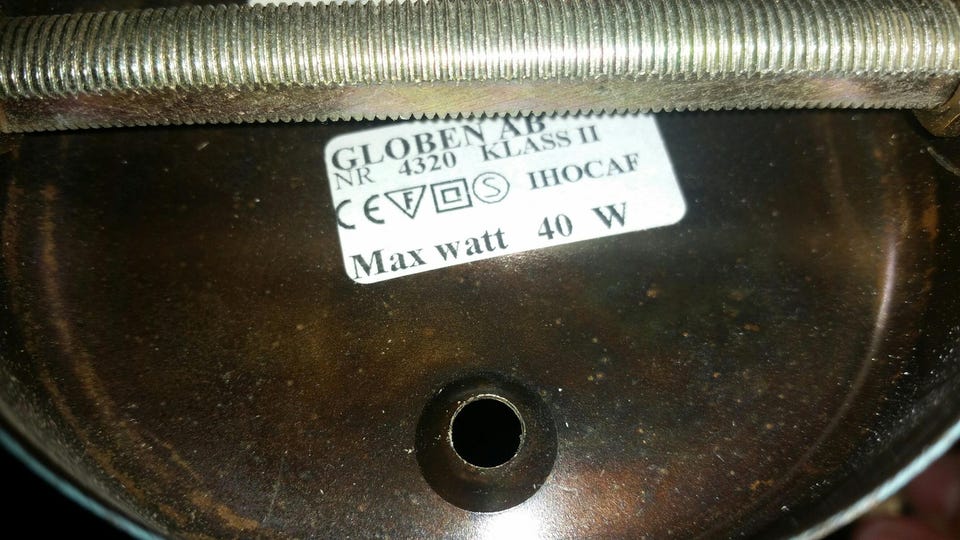 GLOBEN AB
NR 4320 KLASS II
CE F S IHOCAF
Max watt 40 W